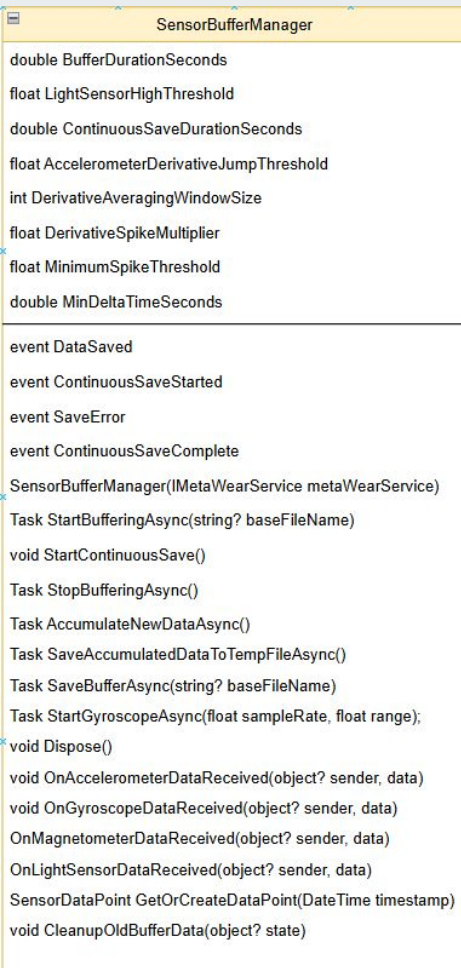 SensorBufferManager
double BufferDurationSeconds
float LightSensorHighThreshold
double ContinuousSaveDurationSeconds
float AccelerometerDerivativeJumpThreshold
int DerivativeAveragingWindowSize
float DerivativeSpikeMultiplier
float MinimumSpikeThreshold
double MinDeltaTimeSeconds
event DataSaved
event ContinuousSaveStarted
event SaveError
event ContinuousSaveComplete
SensorBufferManager(IMetaWearService metaWearService)
Task StartBufferingAsync(string? baseFileName)
void StartContinuousSave()
Task StopBufferingAsync()
Task AccumulateNewDataAsync()
Task SaveAccumulatedDataToTempFileAsync()
Task SaveBufferAsync(string? baseFileName)
Task StartGyroscopeAsync(float sampleRate, float range);
void Dispose()
void OnAccelerometerDataReceived(object? sender, data)
void OnGyroscopeDataReceived(object? sender, data)
OnMagnetometerDataReceived(object? sender, data)
OnLightSensorDataReceived(object? sender, data)
SensorDataPoint GetOrCreateDataPoint(DateTime timestamp)
void CleanupOldBufferData(object? state)